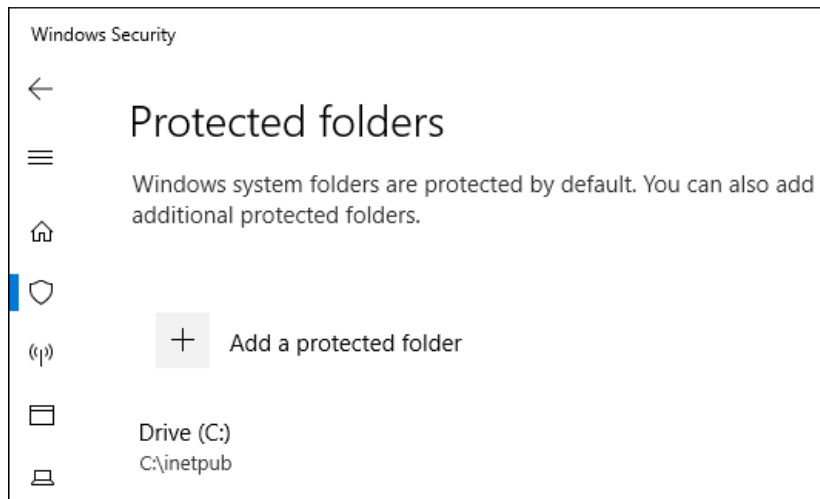 Windows Security
Protected folders
Windows system folders are protected by default. You can also add
additional protected folders.
Add a protected folder
Drive (C:)
C:\inetpub